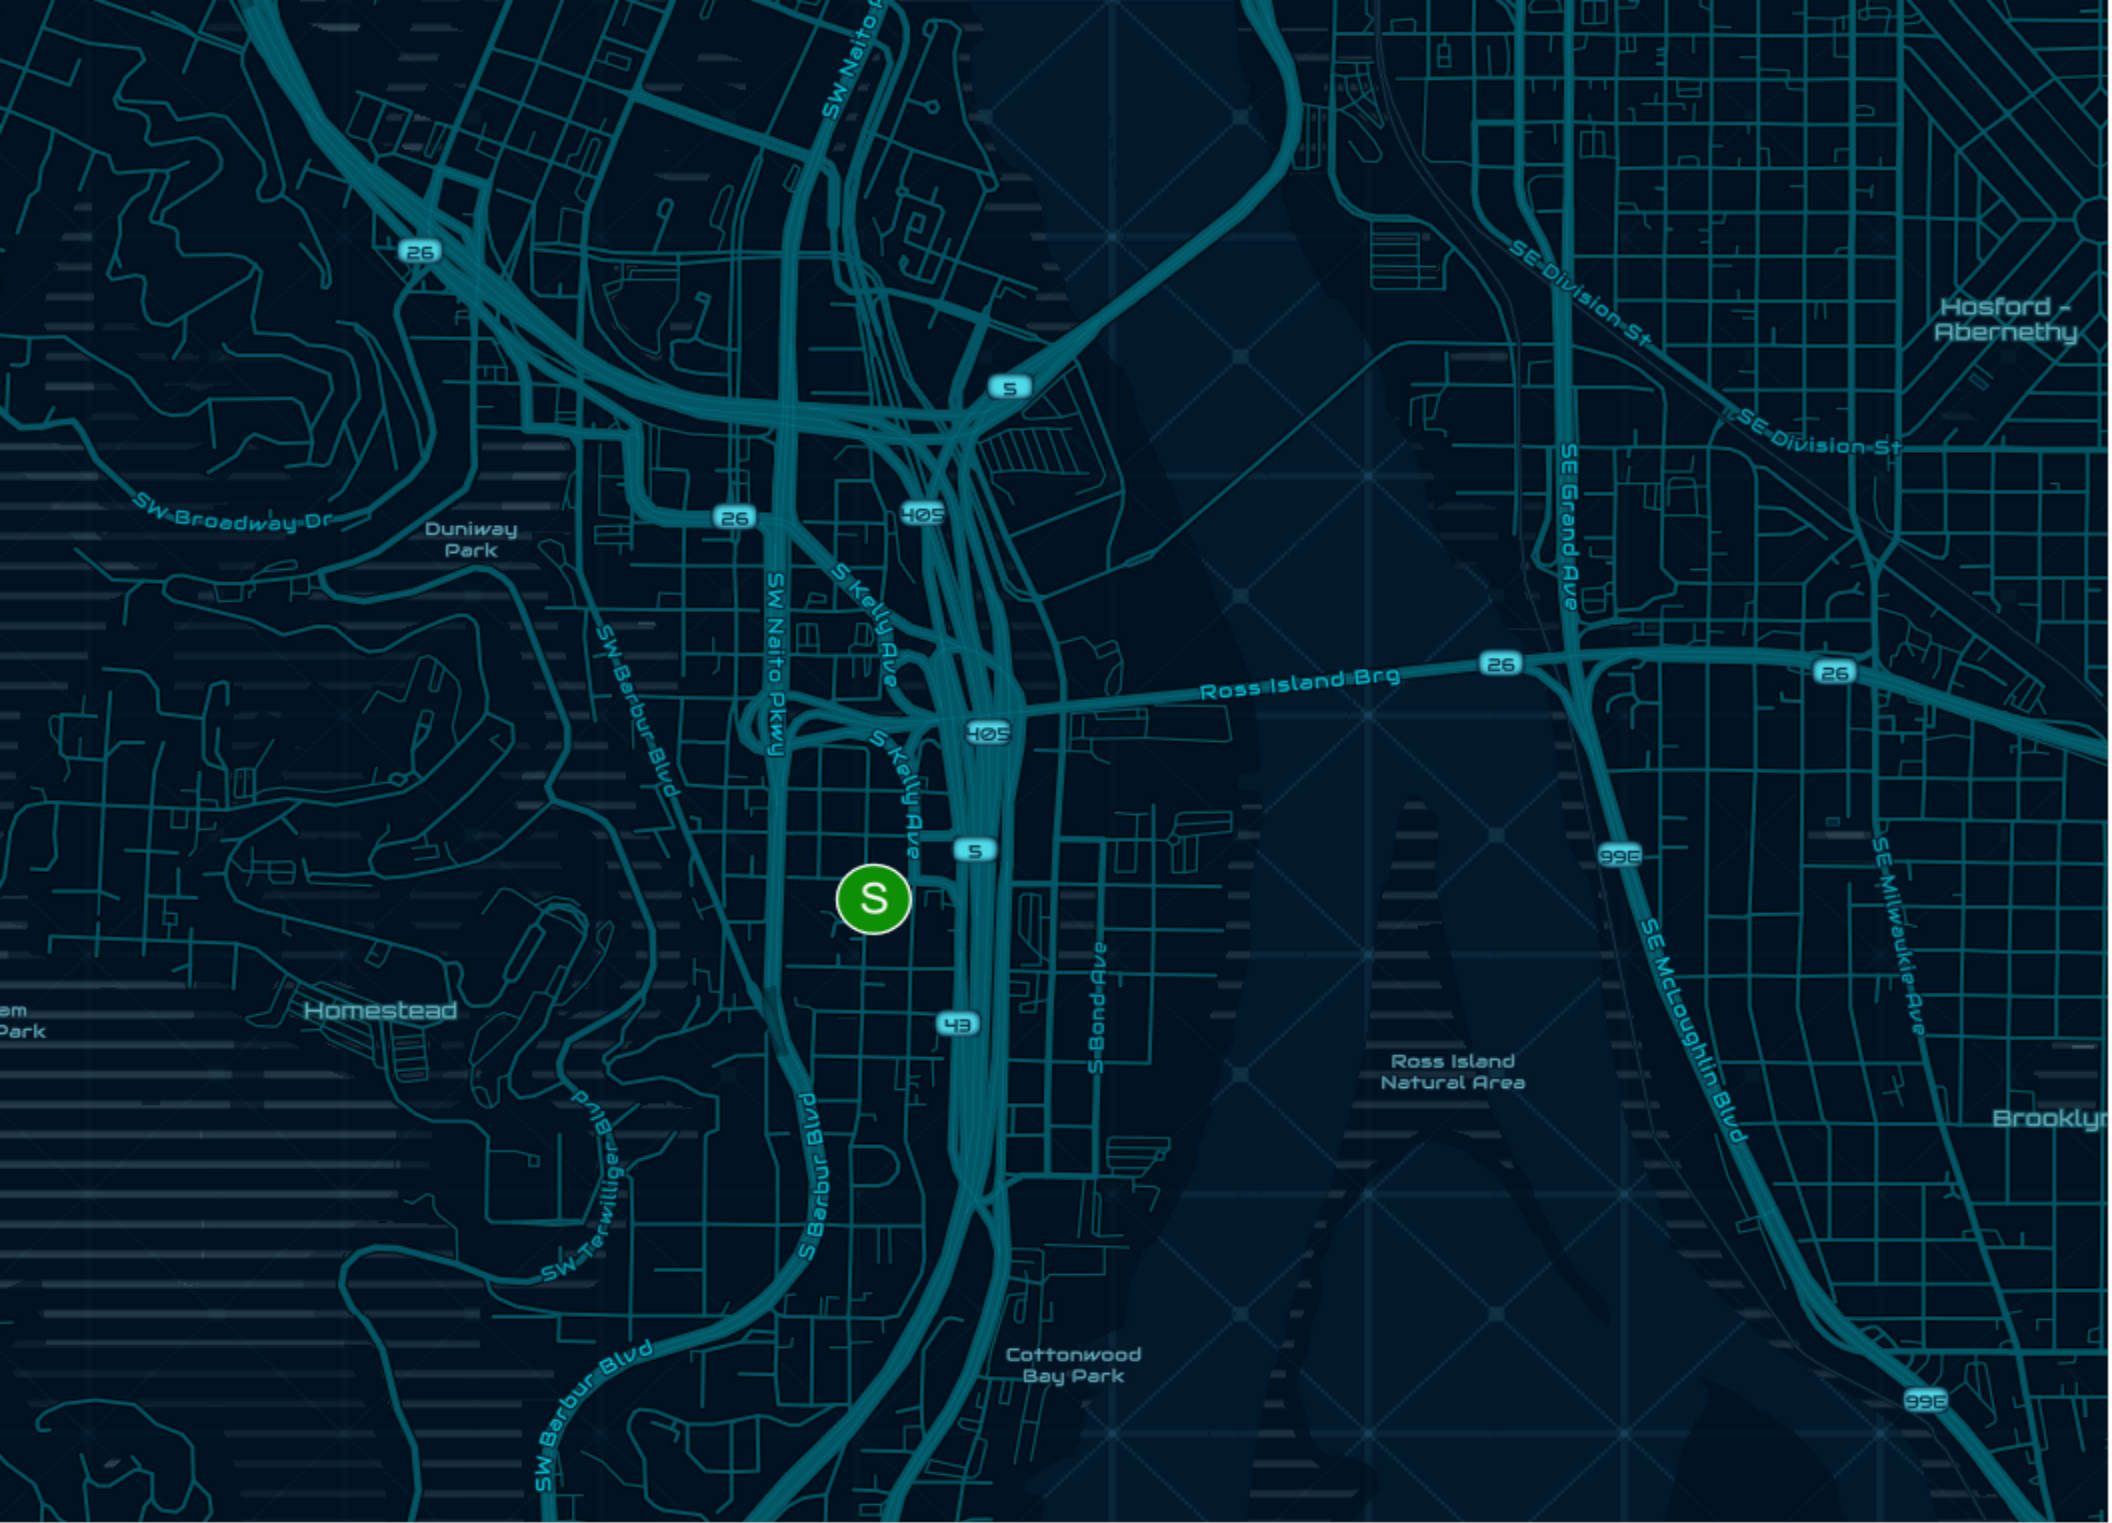 SW Naito P
26
Hosford -
Abernethy
SE Division St
5
SE Division St
SW Broadway Dr
Duniway
Park
26
405
SE Grand Ave
S Kelly Ave
SW Naito Pkwy
SW Barbur Blvd
Ross Island Brg
26
26
405
S Kelly Ave
5
99E
S
SE Milwaukie Ave
SE McLoughlin Blvd
Homestead
am
Park
43
S Bond Ave
Ross Island
Natural Area
Brooklyn
SW Terwilliger Blvd
S Barbur Blvd
Cottonwood
Bay Park
SW Barbur Blvd
99E